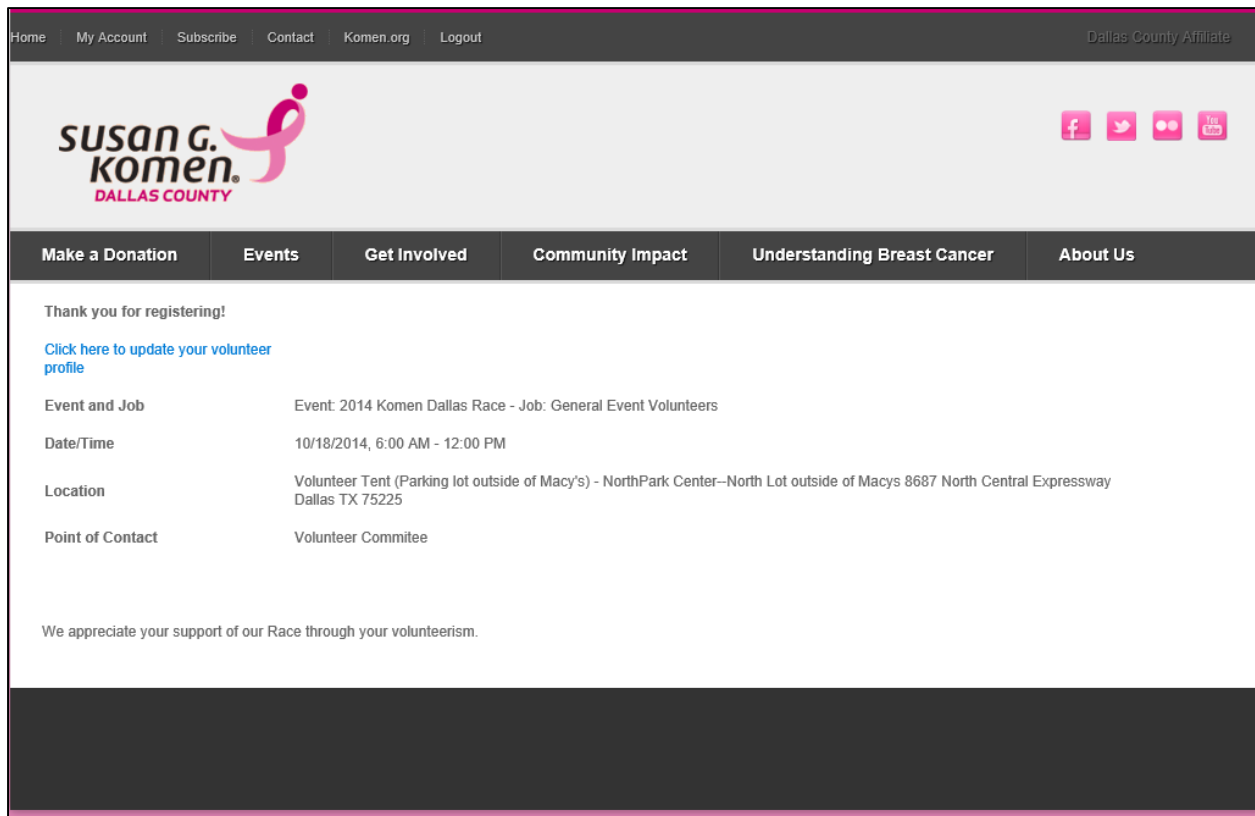 Home My Account Subscribe Contact Komen.org Logout Dallas County Affiliate
susan g.
komen®
DALLAS COUNTY
You
Tube
Make a Donation Events Get Involved Community Impact Understanding Breast Cancer About Us
Thank you for registering!
Click here to update your volunteer
profile
Event and Job Event: 2014 Komen Dallas Race - Job: General Event Volunteers
Date/Time 10/18/2014, 6:00 AM - 12:00 PM
Location Volunteer Tent (Parking lot outside of Macy's) - NorthPark Center--North Lot outside of Macys 8687 North Central Expressway
Dallas TX 75225
Point of Contact Volunteer Commitee
We appreciate your support of our Race through your volunteerism.